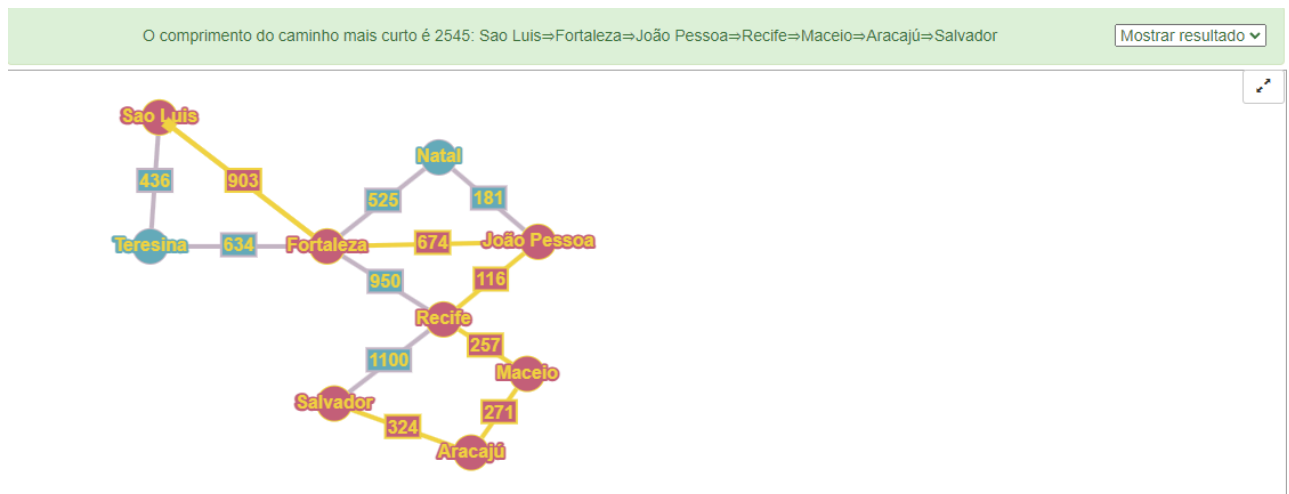 O comprimento do caminho mais curto é 2545: Sao Luis⇒Fortaleza⇒João Pessoa⇒Recife⇒Maceio⇒Aracajú⇒Salvador
Mostrar resultado
Sao Luis
Natal
436
903
525
181
Teresina
634
Fortaleza
674
João Pessoa
950
116
Recife
257
1100
Maceio
Salvador
271
324
Aracajú